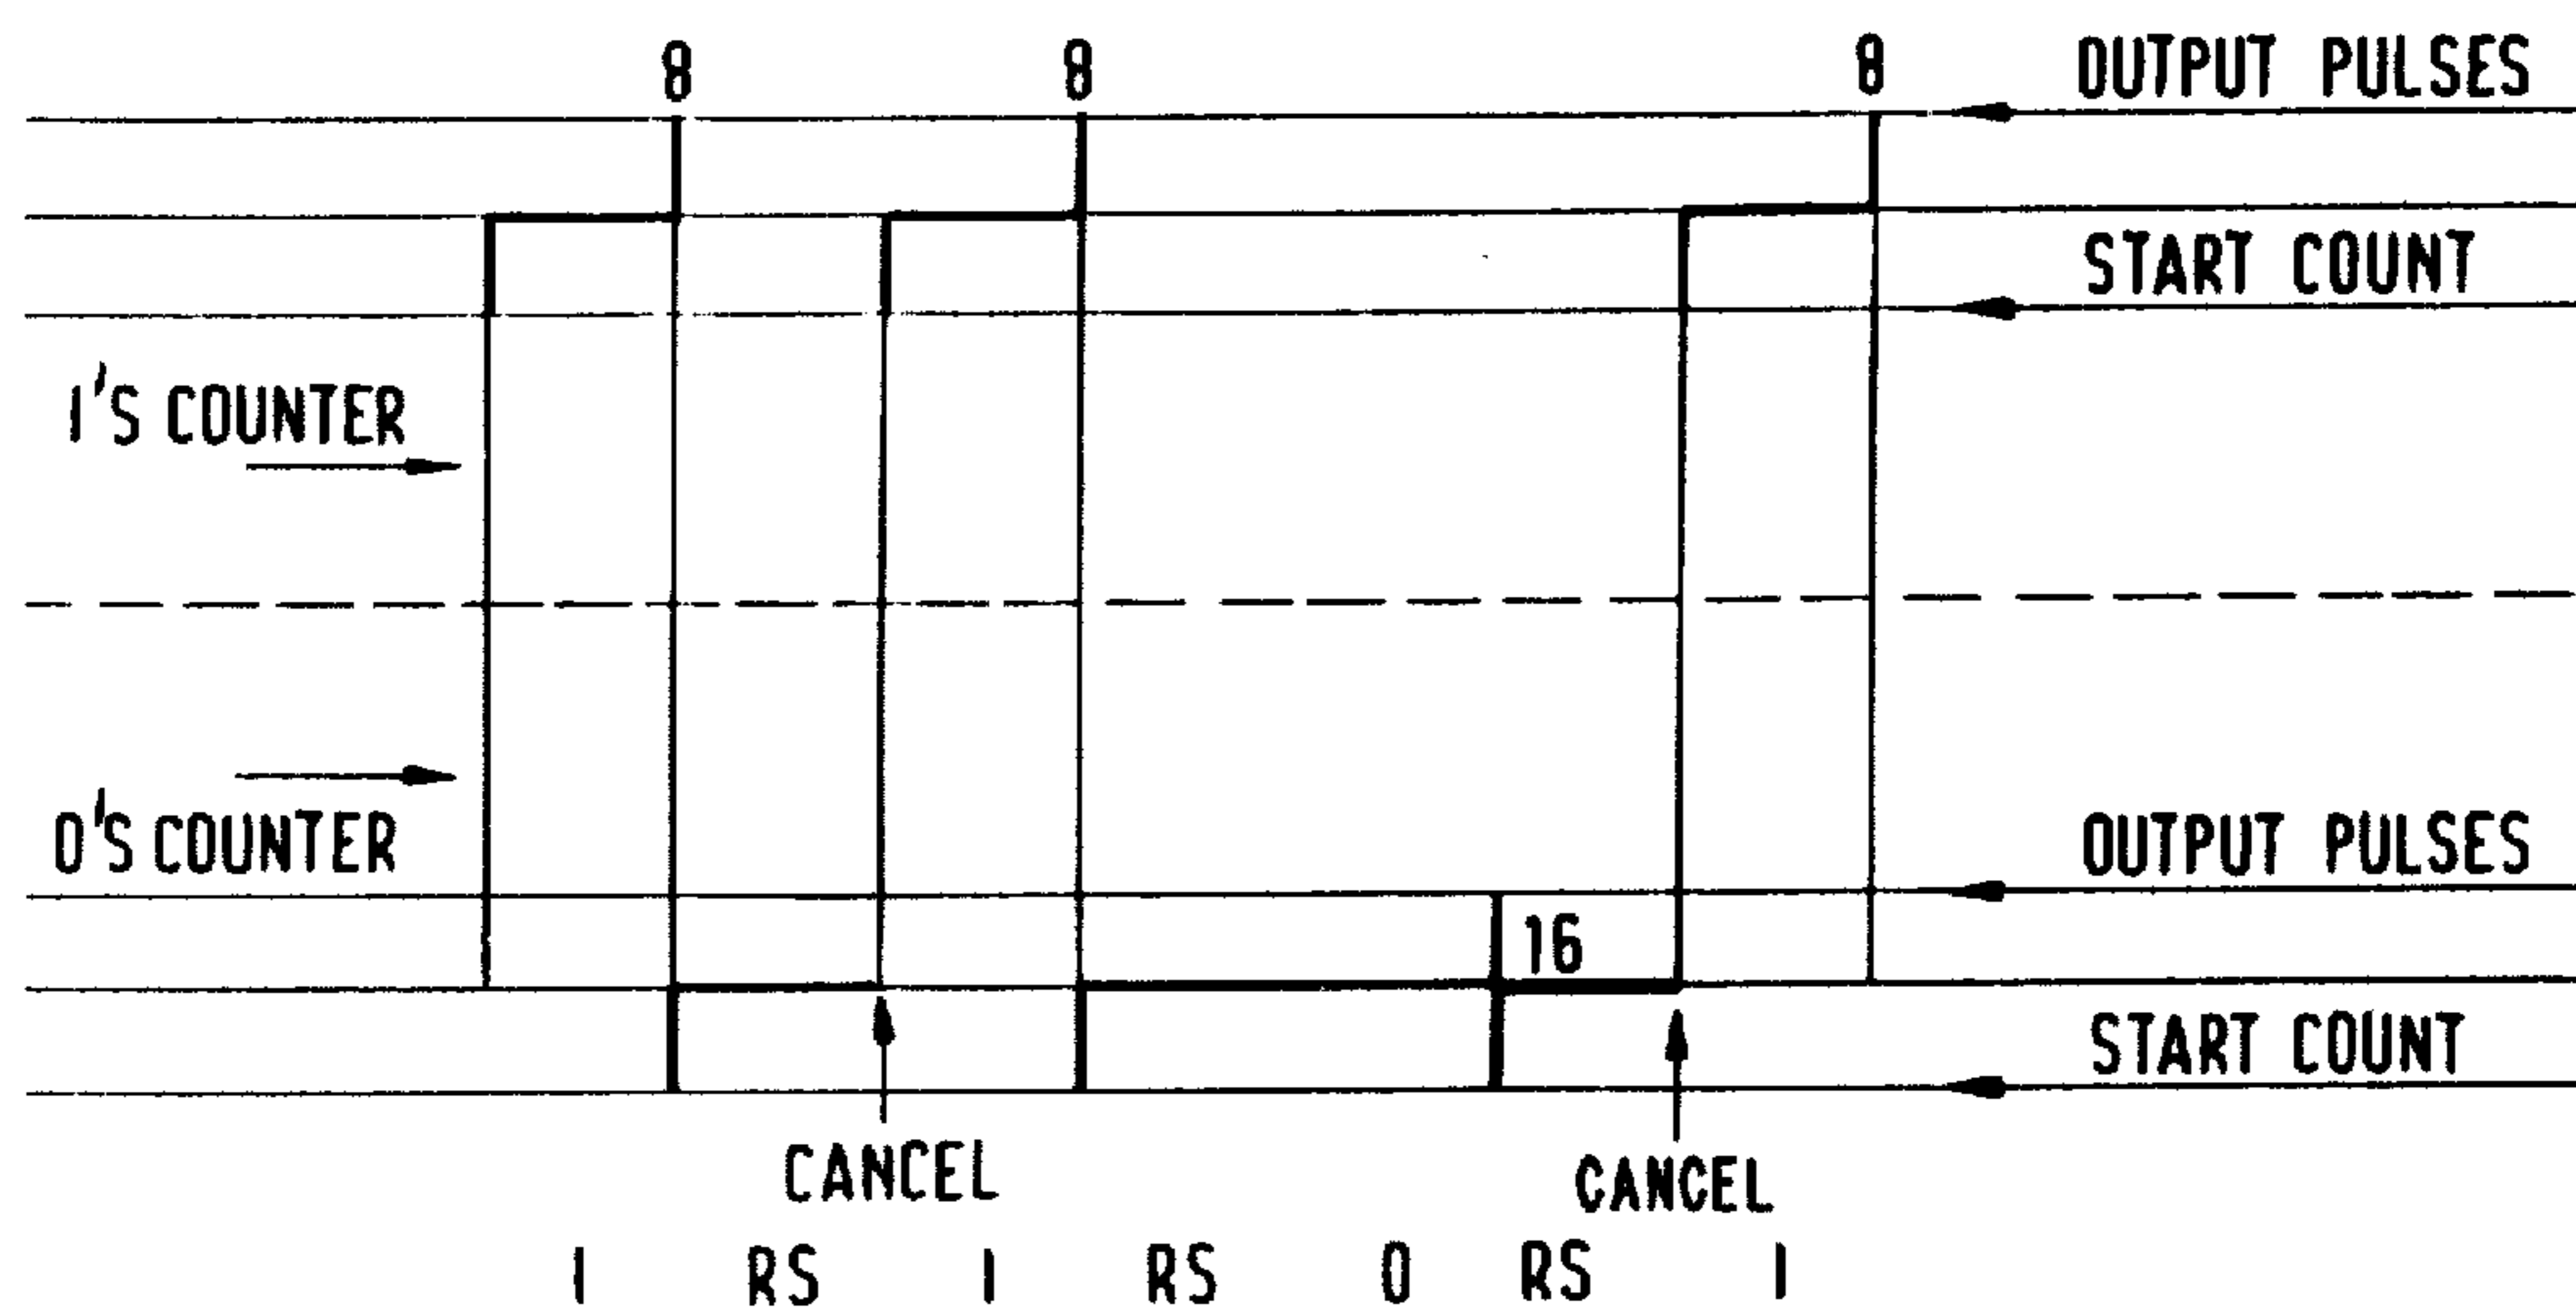 8 8 8 OUTPUT PULSES
START COUNT
1'S COUNTER
0'S COUNTER
OUTPUT PULSES
16
START COUNT
CANCEL CANCEL
1 RS 1 RS 0 RS 1